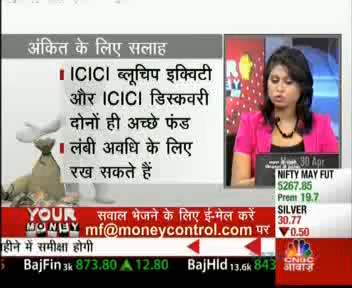 अंकित के लिए सलाह
ICICI ब्लूचिप इक्विटी
और ICICI डिस्कवरी
दोनों ही अच्छे फंड
लंबी अवधि के लिए
रख सकते हैं
30 Apr
NIFTY MAY FUT
5267.85
Prem 19.7
SILVER
30.77
0.50
YOUR
MONEY
सवाल भेजने के लिए ई-मेल करें
mf@moneycontrol.com पर
हीने में समीक्षा होगी
CNBC
आवाज़
BajFin 3k 873.80 12.80 BajHld 13.6k 843